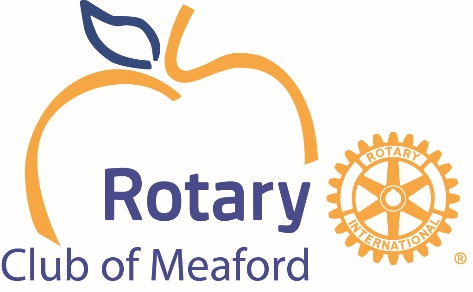 Rotary
Club of Meaford
ROTARY
INTERNATIONAL
®